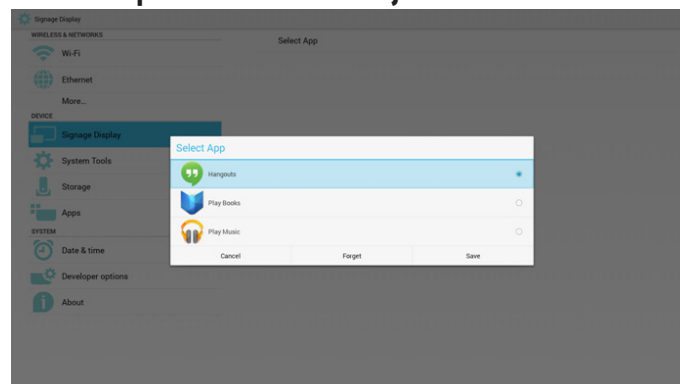 Signage Display
WIRELESS & NETWORKS
Select App
Wi-Fi
Ethernet
More...
DEVICE
Signage Display
System Tools
Storage
Apps
SYSTEM
Date & time
Developer options
About
Select App
Hangouts
Play Books
Play Music
Cancel Forget Save